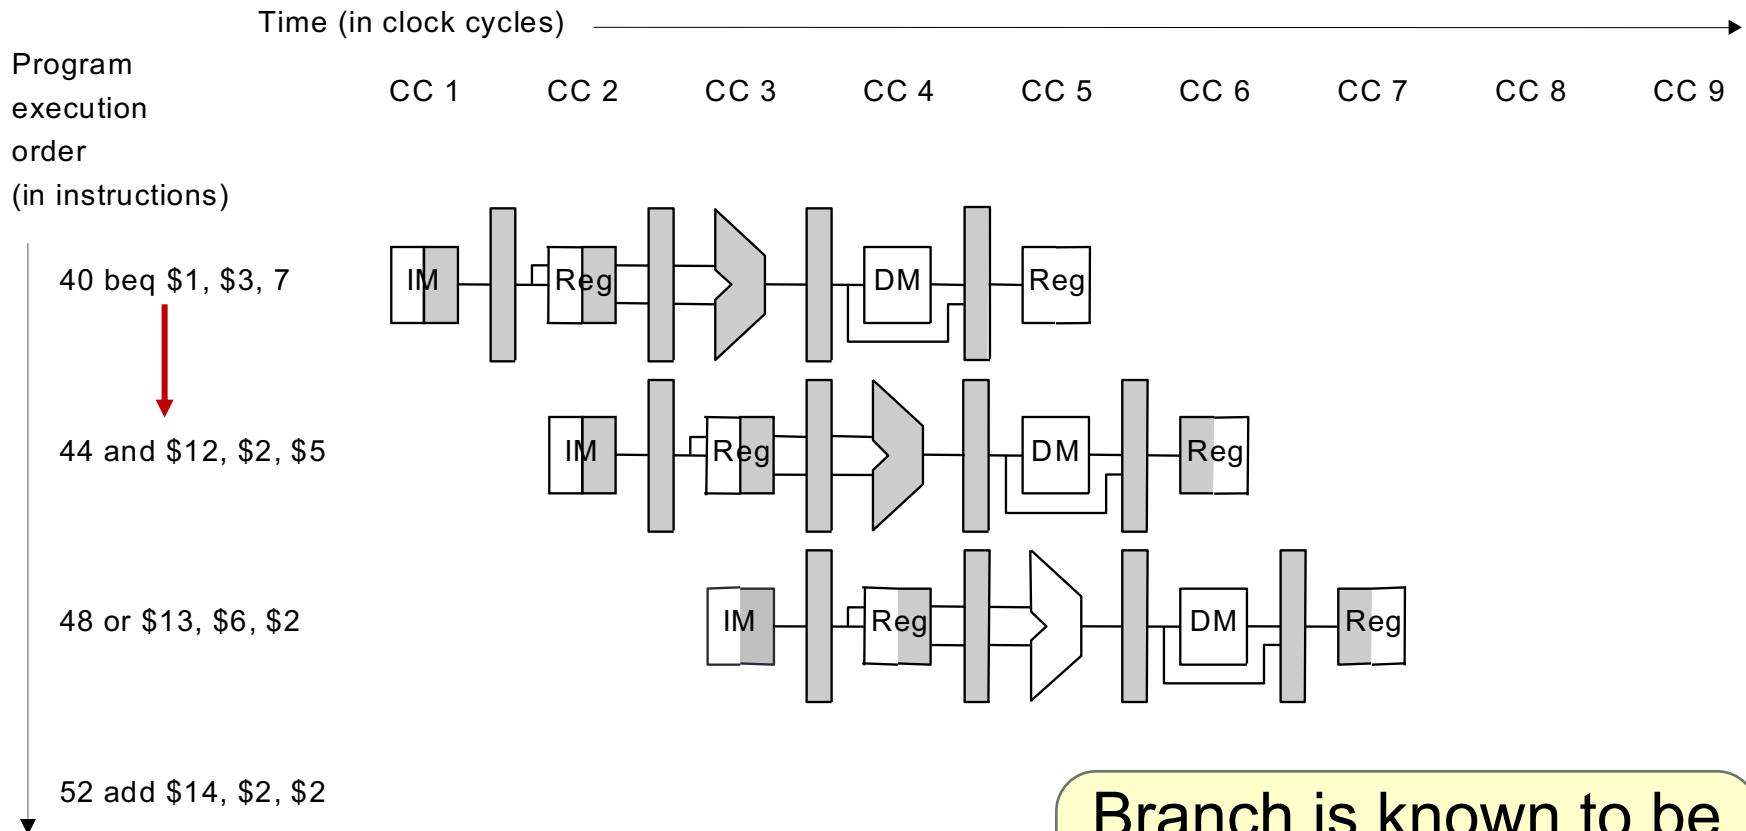 Time (in clock cycles)
Program
execution
order
(in instructions)
CC 1 CC 2 CC 3 CC 4 CC 5 CC 6 CC 7 CC 8 CC 9
40 beq $1, $3, 7
IM Reg DM Reg
44 and $12, $2, $5
IM Reg DM Reg
48 or $13, $6, $2
IM Reg DM Reg
52 add $14, $2, $2
Branch is known to be